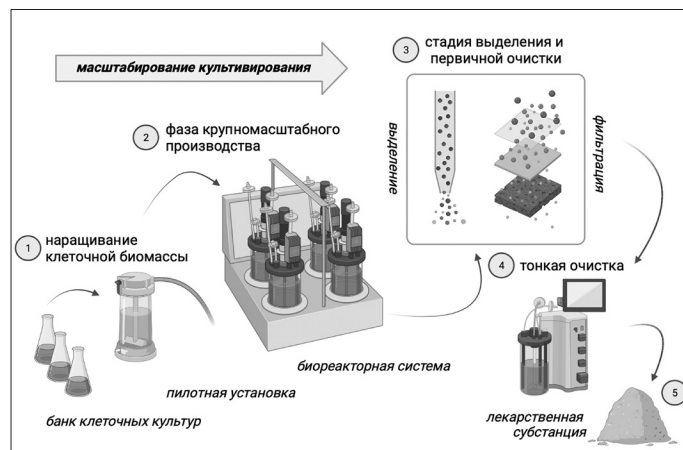 масштабирование культивирования
1
наращивание
клеточной биомассы
банк клеточных культур
пилотная установка
2
фаза крупномасштабного
производства
биореакторная система
3
стадия выделения и
первичной очистки
выделение
фильтрация
4
тонкая очистка
5
лекарственная
субстанция